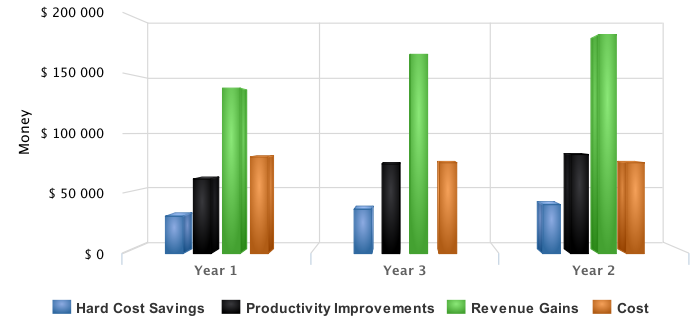 $ 200 000
$ 150 000
$ 100 000
$ 50 000
$ 0
Money
Year 1 Year 3 Year 2
Hard Cost Savings Productivity Improvements Revenue Gains Cost